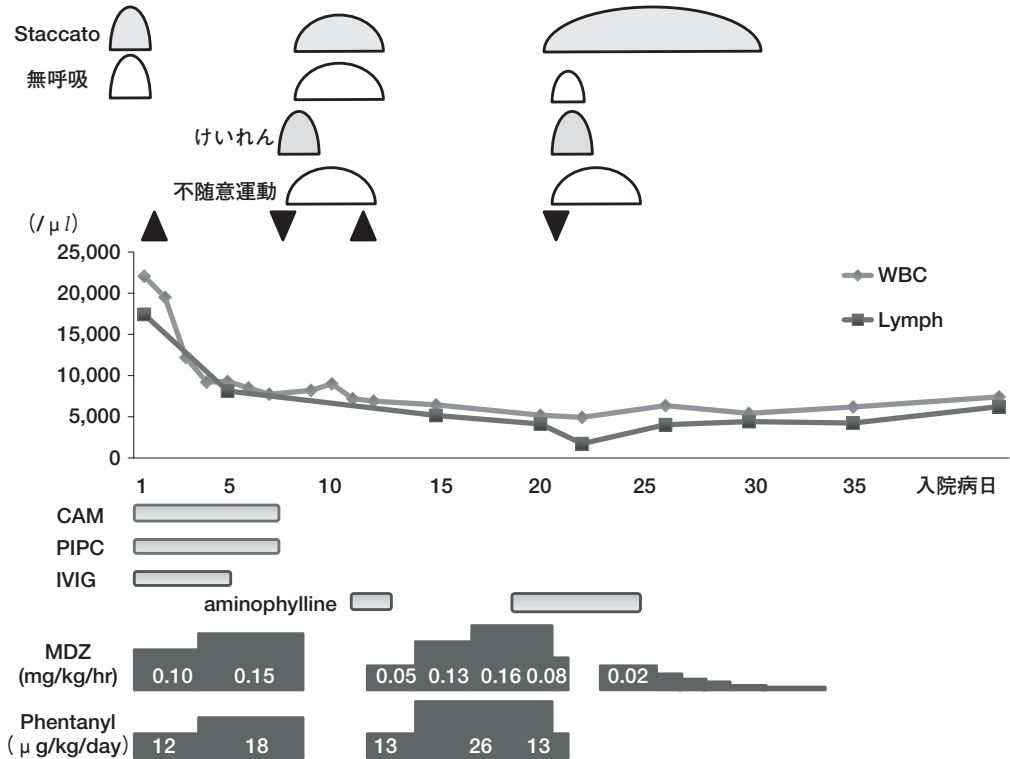 Staccato
無呼吸
けいれん
不随意運動
(/μl)
25,000
20,000
15,000
10,000
5,000
0
WBC
Lymph
1 5 10 15 20 25 30 35 入院病日
CAM
PIPC
IVIG
aminophylline
MDZ
(mg/kg/hr)
0.10 0.15 0.05 0.13 0.16 0.08 0.02
Phentanyl
(μg/kg/day)
12 18 13 26 13